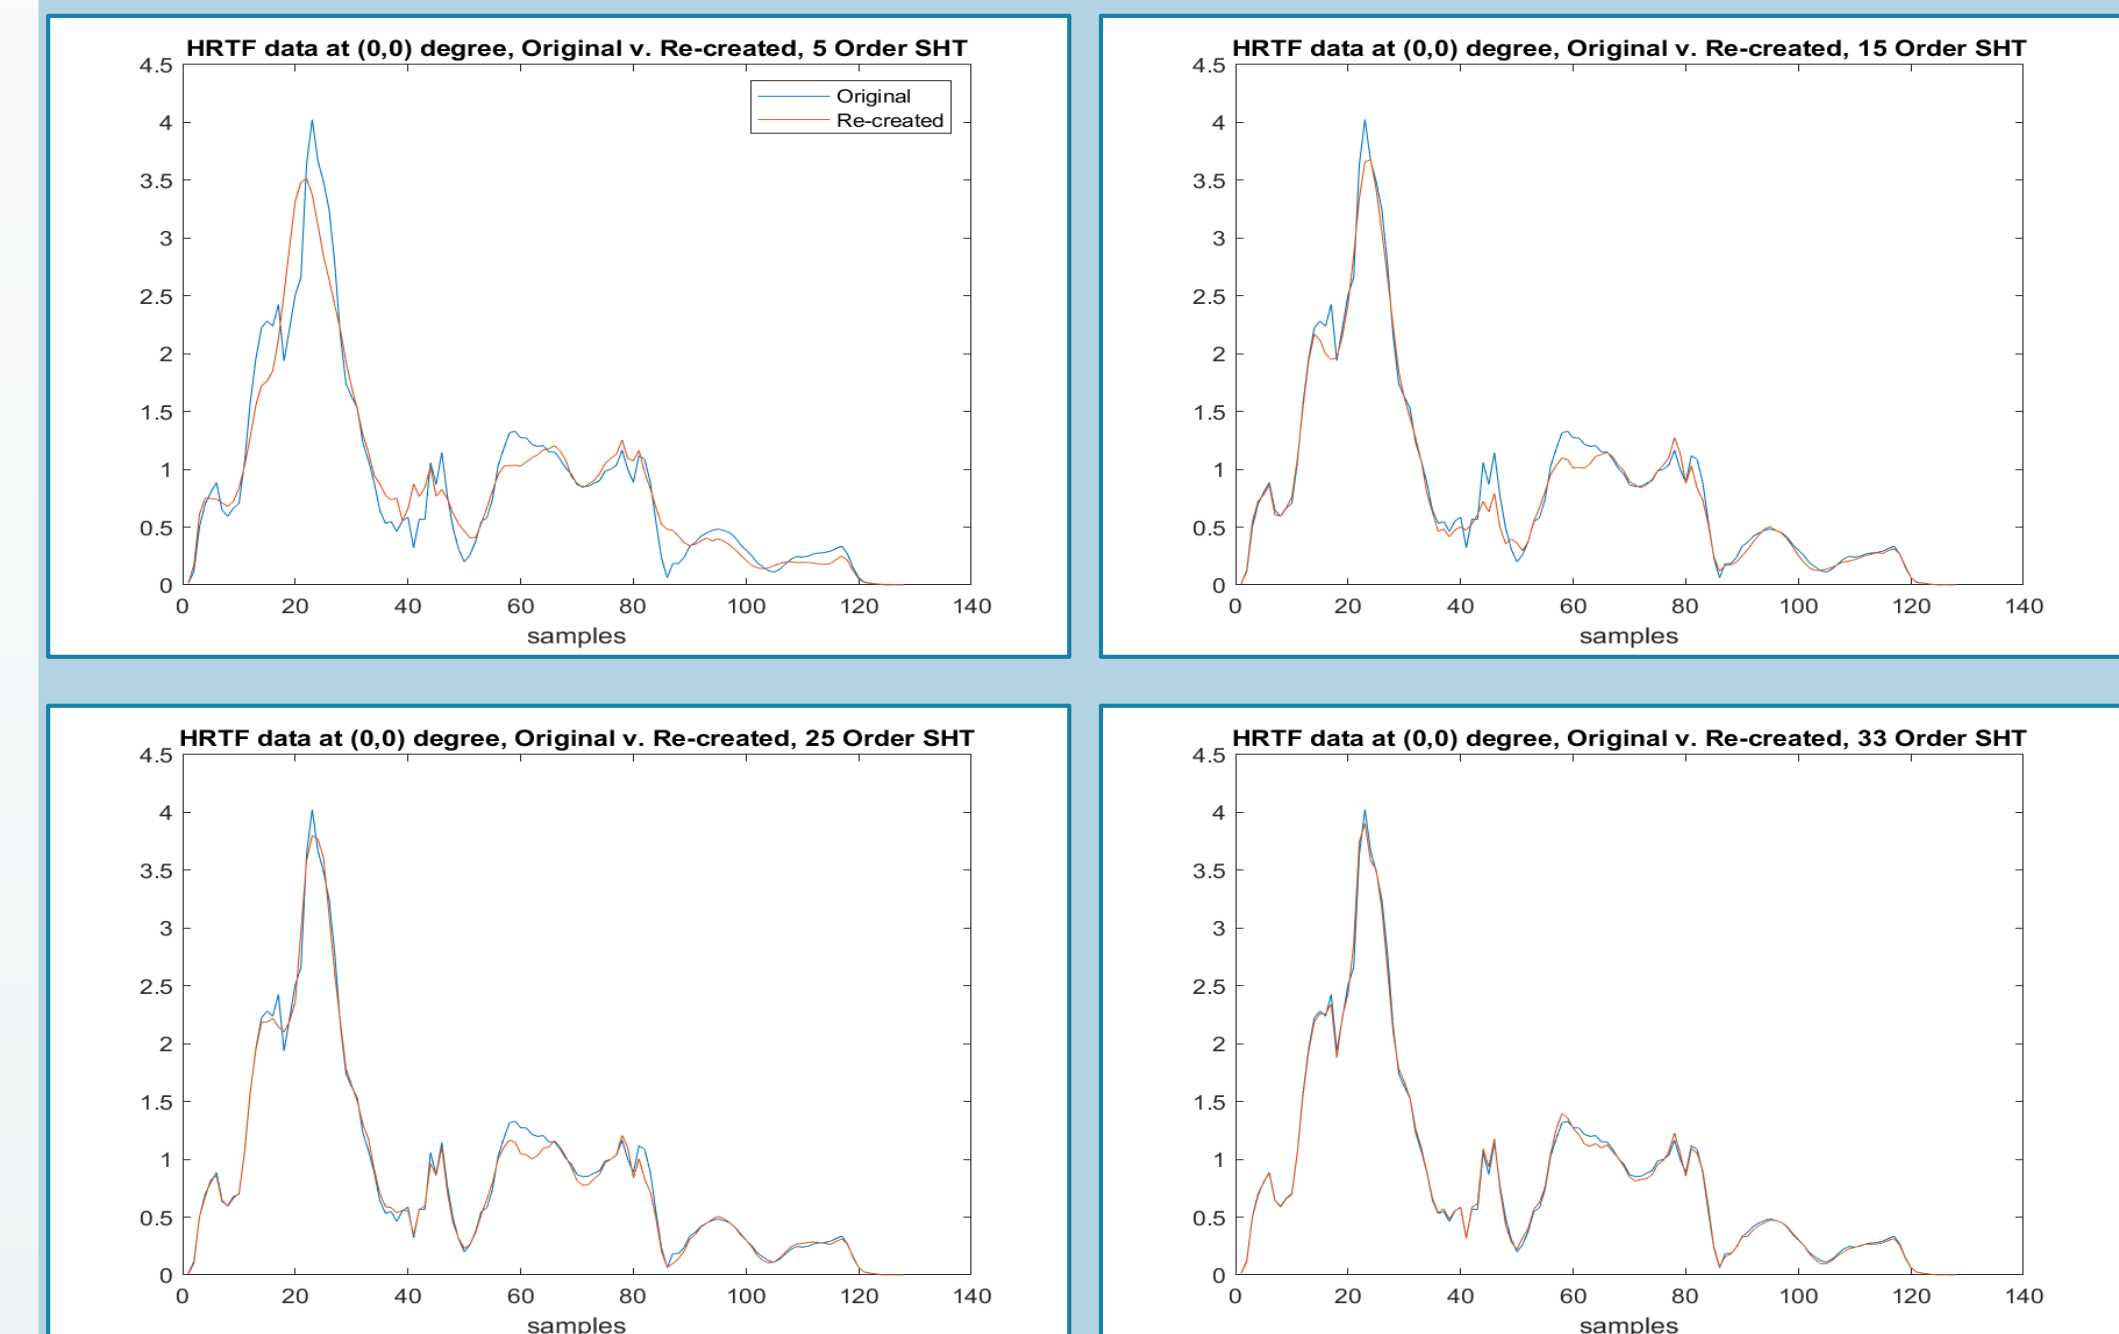 HRTF data at (0,0) degree, Original v. Re-created, 5 Order SHT
4.5
4
3.5
3
2.5
2
1.5
1
0.5
0
Original
Re-created
0 20 40 60 80 100 120 140
samples
HRTF data at (0,0) degree, Original v. Re-created, 15 Order SHT
4.5
4
3.5
3
2.5
2
1.5
1
0.5
0
0 20 40 60 80 100 120 140
samples
HRTF data at (0,0) degree, Original v. Re-created, 25 Order SHT
4.5
4
3.5
3
2.5
2
1.5
1
0.5
0
0 20 40 60 80 100 120 140
samples
HRTF data at (0,0) degree, Original v. Re-created, 33 Order SHT
4.5
4
3.5
3
2.5
2
1.5
1
0.5
0
0 20 40 60 80 100 120 140
samples